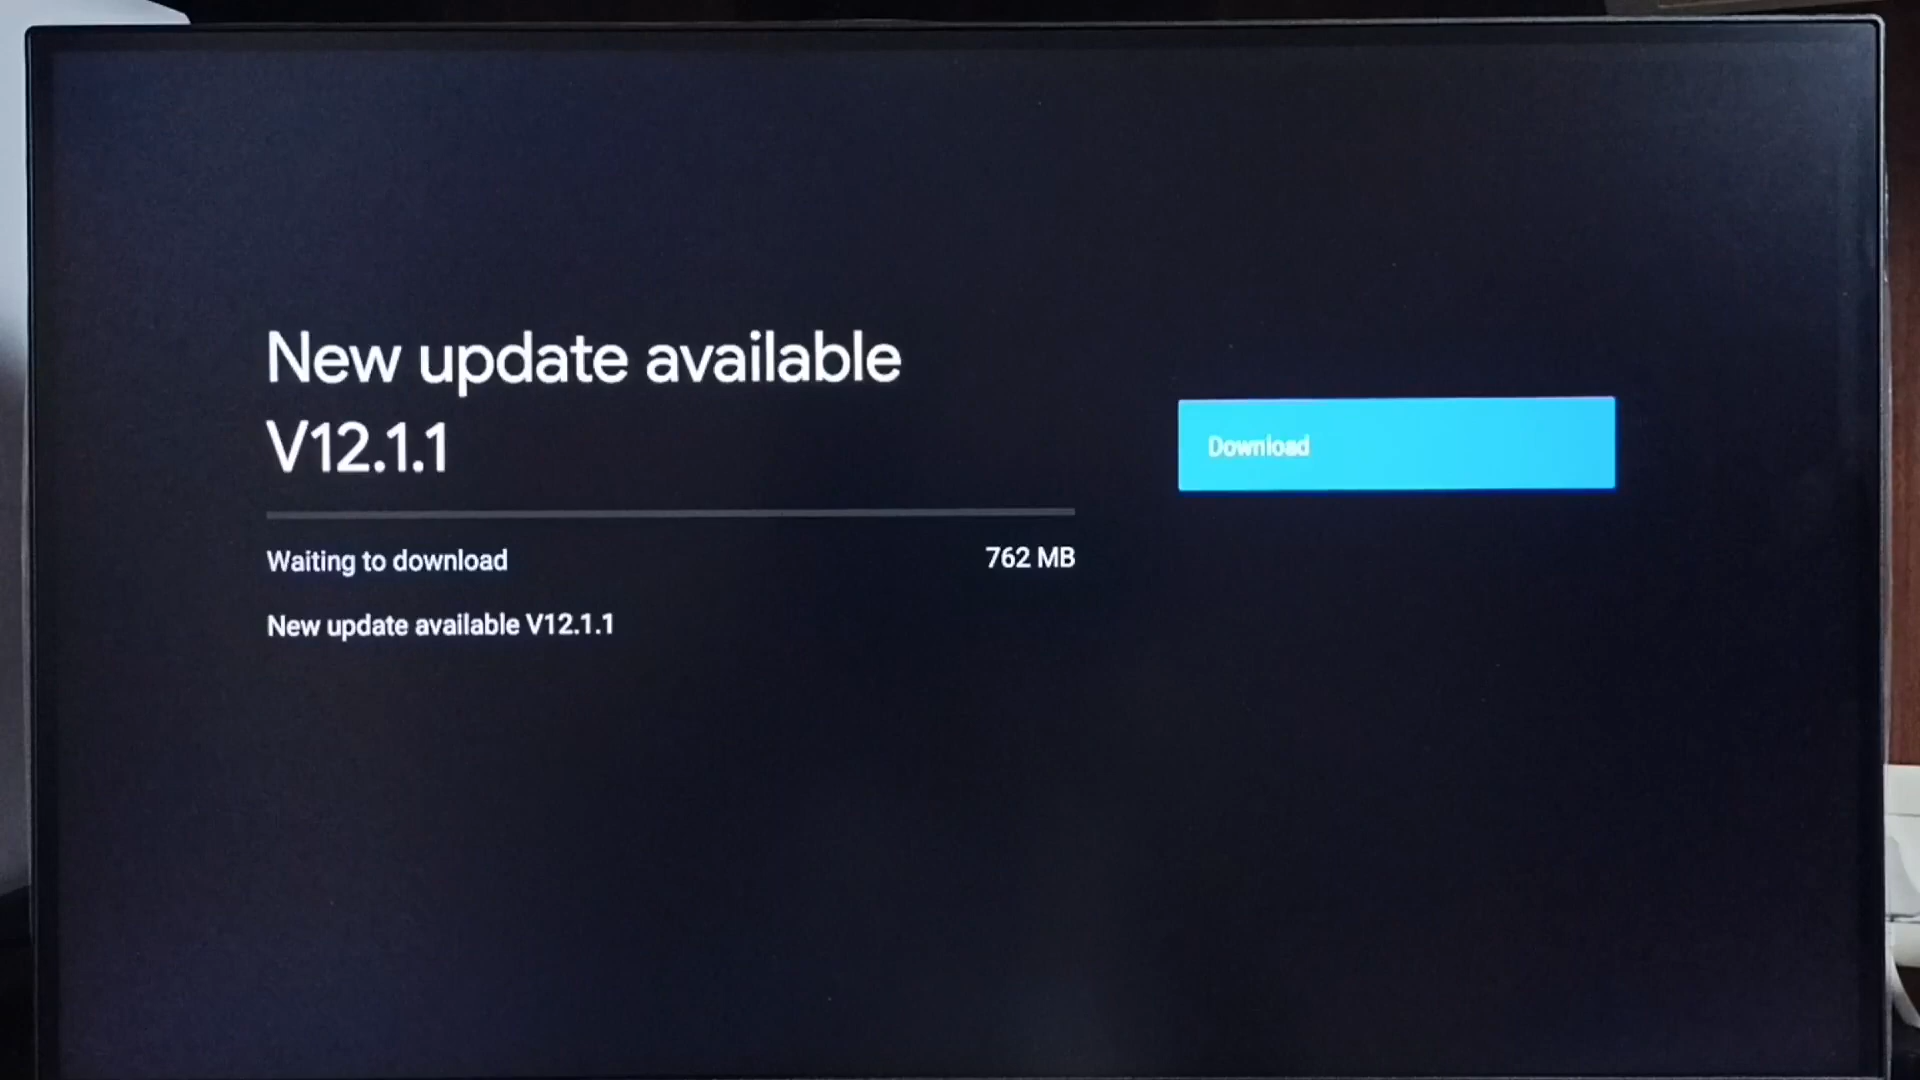 New update available
V12.1.1
Download
Waiting to download 762 MB
New update available V12.1.1